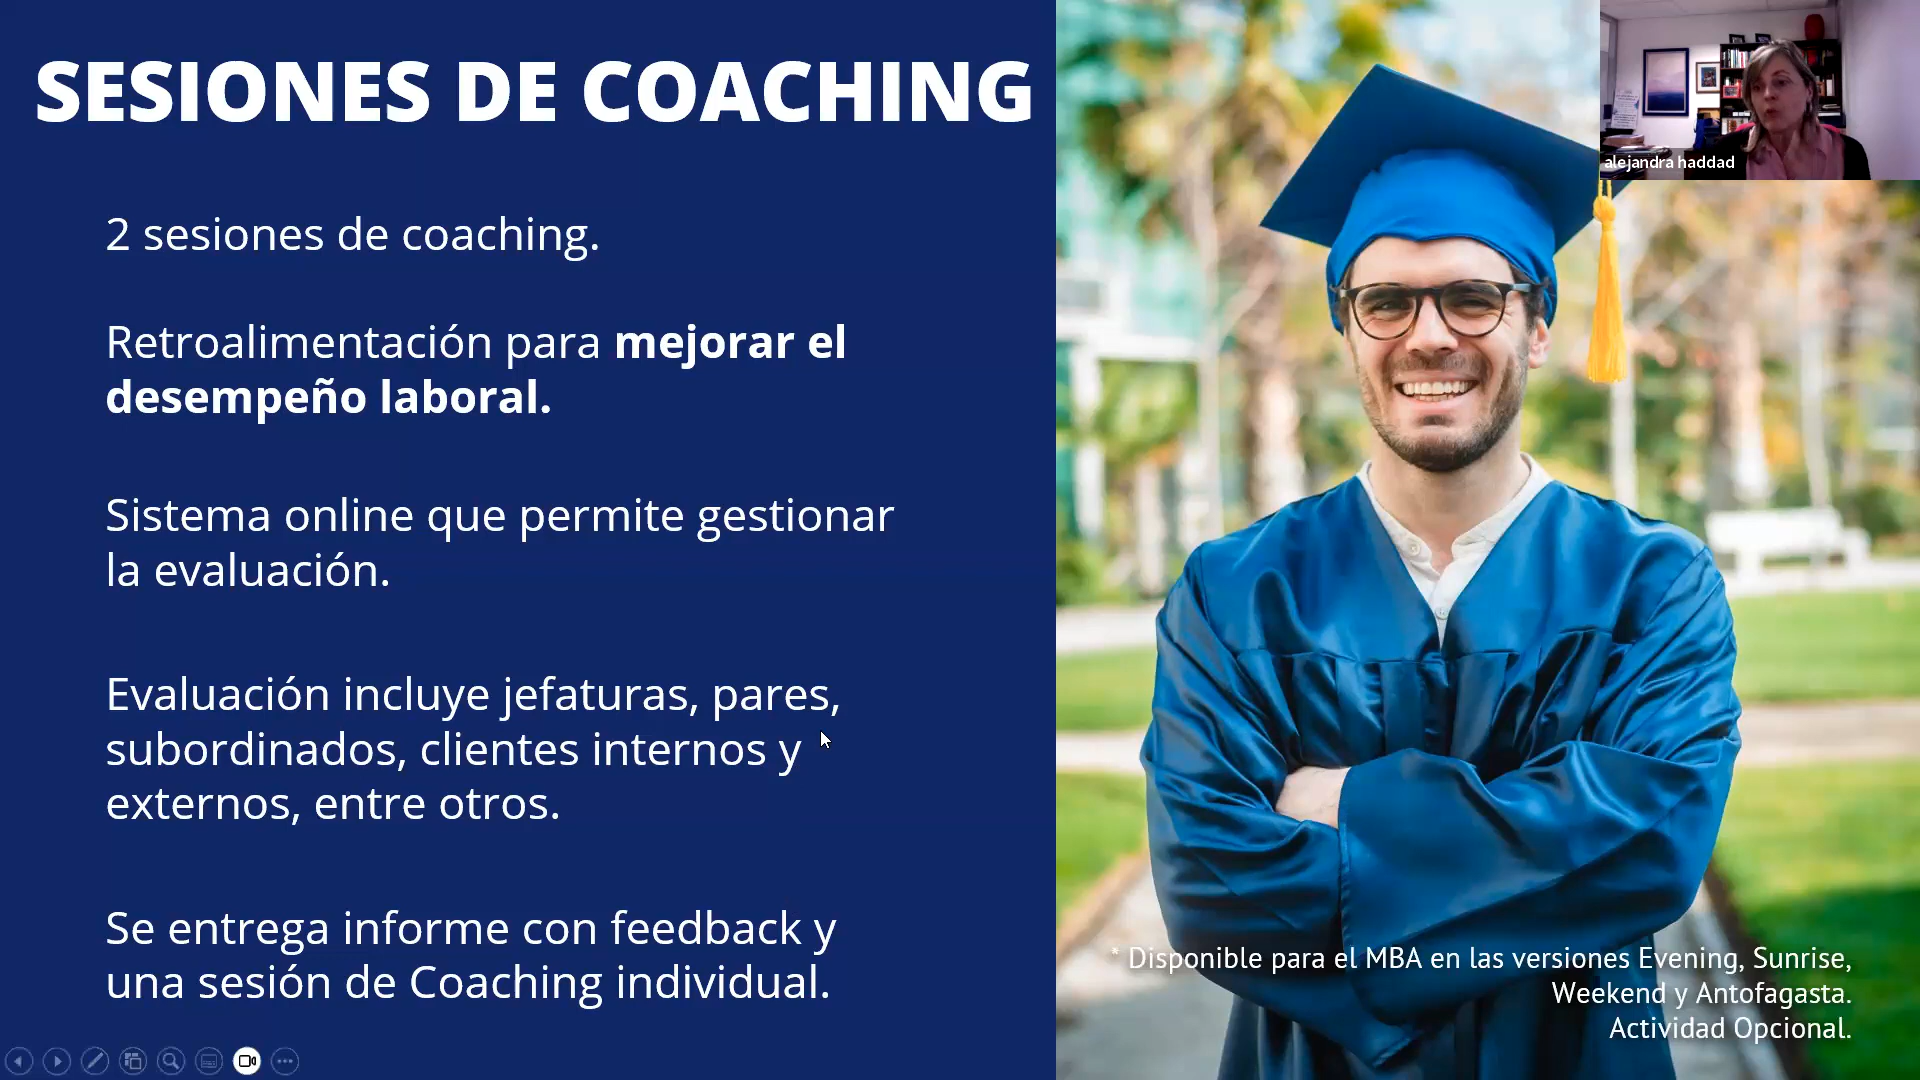 SESIONES DE COACHING
2 sesiones de coaching.
Retroalimentación para mejorar el
desempeño laboral.
Sistema online que permite gestionar
la evaluación.
Evaluación incluye jefaturas, pares,
subordinados, clientes internos y
externos, entre otros.
Se entrega informe con feedback y
una sesión de Coaching individual.
alejandra haddad
* Disponible para el MBA en las versiones Evening, Sunrise,
Weekend y Antofagasta.
Actividad Opcional.